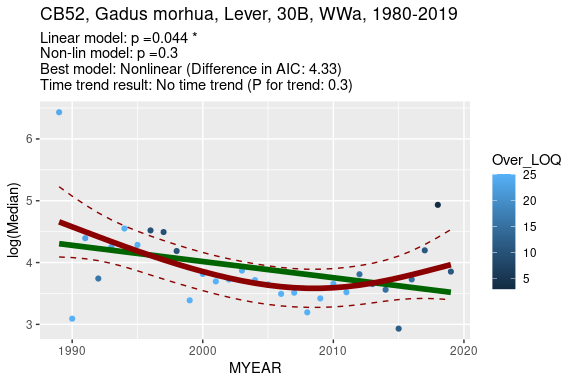 CB52, Gadus morhua, Lever, 30B, WWa, 1980-2019
Linear model: p =0.044 *
Non-lin model: p =0.3
Best model: Nonlinear (Difference in AIC: 4.33)
Time trend result: No time trend (P for trend: 0.3)
log(Median)
6
5
4
3
1990
2000
2010
2020
MYEAR
Over_LOQ
25
20
15
10
5